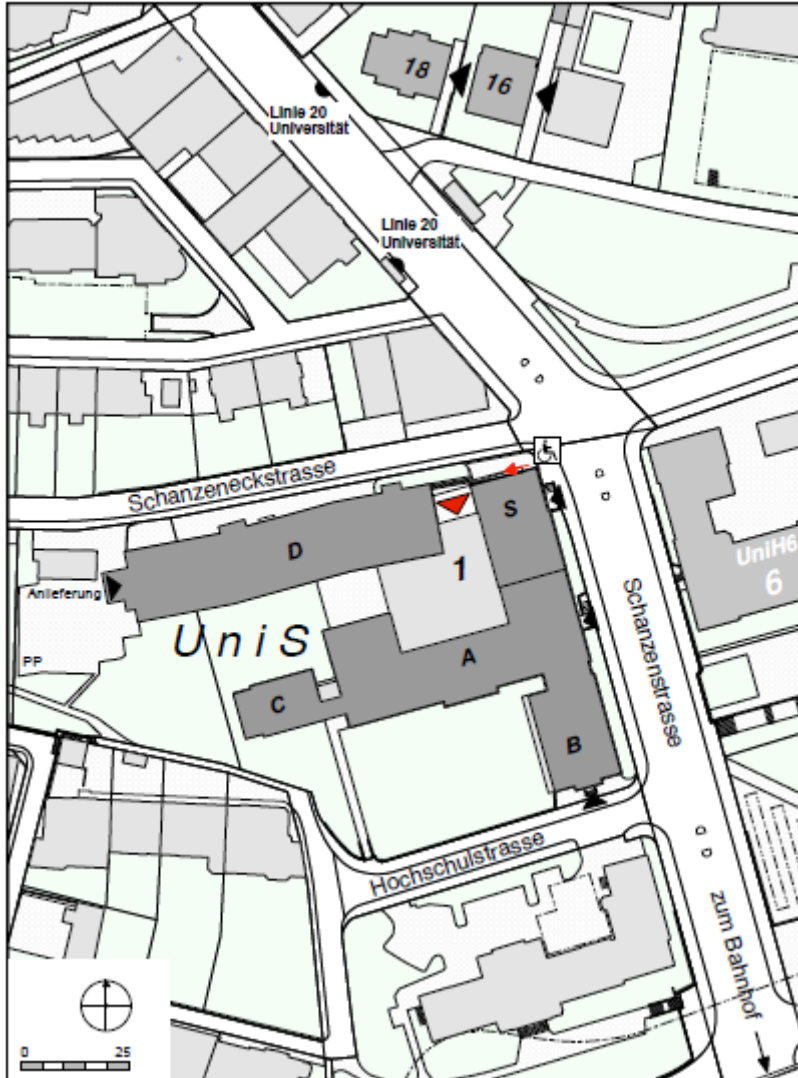 18
16
Linie 20
Universität
Linie 20
Universität
Schanzeneckstrasse
S
D
1
UniH6
6
Anlieferung
UniS
A
Schanzenstrasse
PP
C
B
Hochschulstrasse
zum Bahnhof
0 25